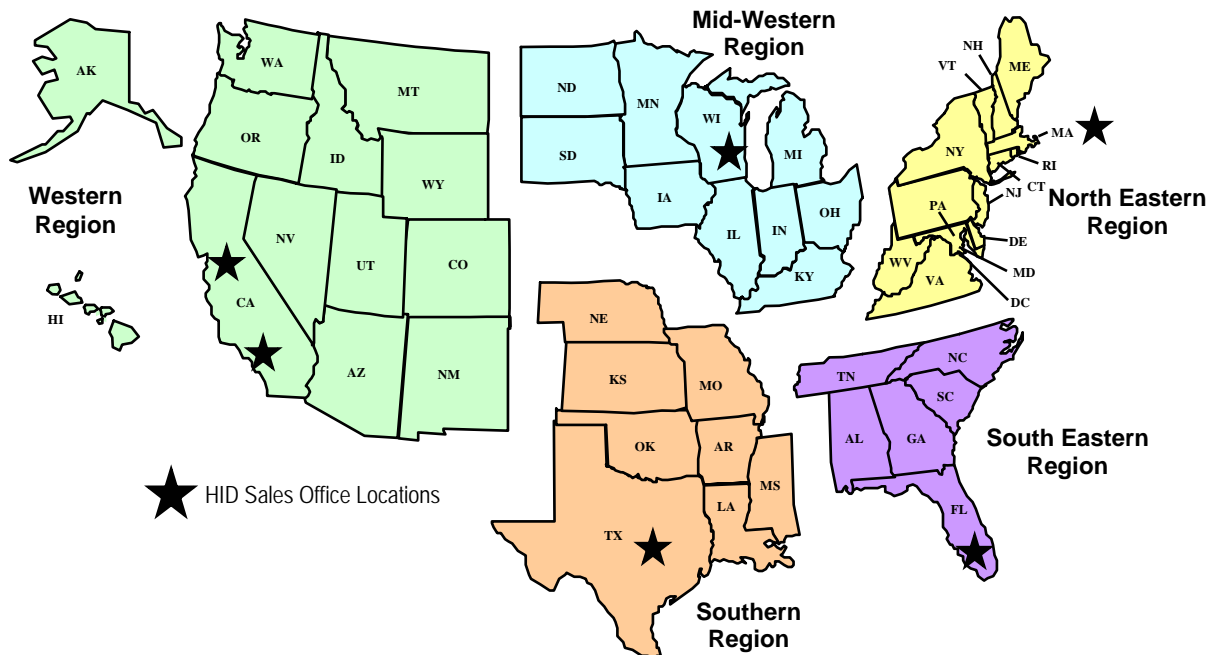 Mid-Western
Region
NH
VT
ME
AK
WA
MT
ND
MN
WI
MA
OR
ID
SD
MI
NY
RI
Western
Region
WY
IA
CT
NJ
North Eastern
Region
NV
UT
CO
IL
IN
OH
PA
DE
KY
WV
VA
MD
DC
HI
CA
NE
AZ
NM
KS
MO
TN
NC
SC
OK
AR
AL
GA
South Eastern
Region
HID Sales Office Locations
MS
LA
FL
TX
Southern
Region